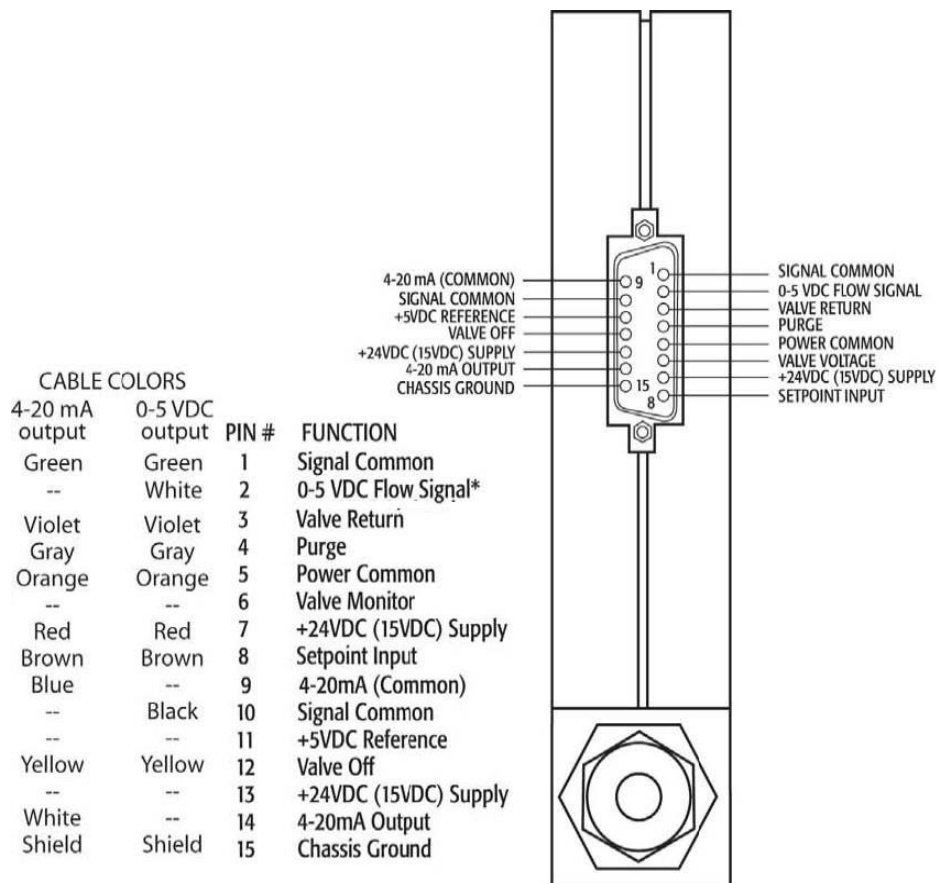 4-20 mA (COMMON)
SIGNAL COMMON
+5VDC REFERENCE
VALVE OFF
+24VDC (15VDC) SUPPLY
4-20 mA OUTPUT
CHASSIS GROUND
9
15
1
8
SIGNAL COMMON
0-5 VDC FLOW SIGNAL
VALVE RETURN
PURGE
POWER COMMON
VALVE VOLTAGE
+24VDC (15VDC) SUPPLY
SETPOINT INPUT
CABLE COLORS
4-20 mA output 0-5 VDC output PIN # FUNCTION
Green Green 1 Signal Common
-- White 2 0-5 VDC Flow Signal*
Violet Violet 3 Valve Return
Gray Gray 4 Purge
Orange Orange 5 Power Common
-- -- 6 Valve Monitor
Red Red 7 +24VDC (15VDC) Supply
Brown Brown 8 Setpoint Input
Blue -- 9 4-20mA (Common)
-- Black 10 Signal Common
-- -- 11 +5VDC Reference
Yellow Yellow 12 Valve Off
-- -- 13 +24VDC (15VDC) Supply
White -- 14 4-20mA Output
Shield Shield 15 Chassis Ground